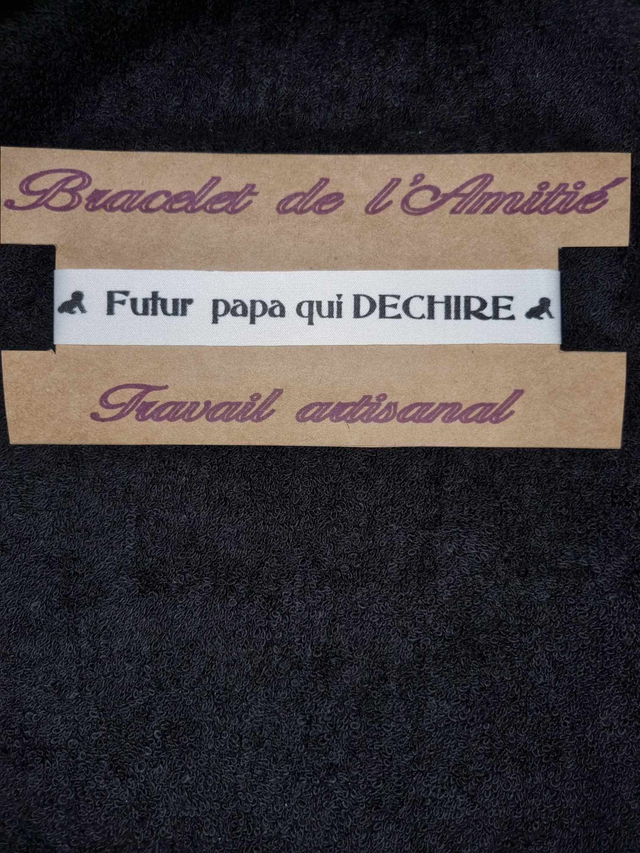 Bracelet de l'Amitié
Futur papa qui DECHIRE
Travail artisanal